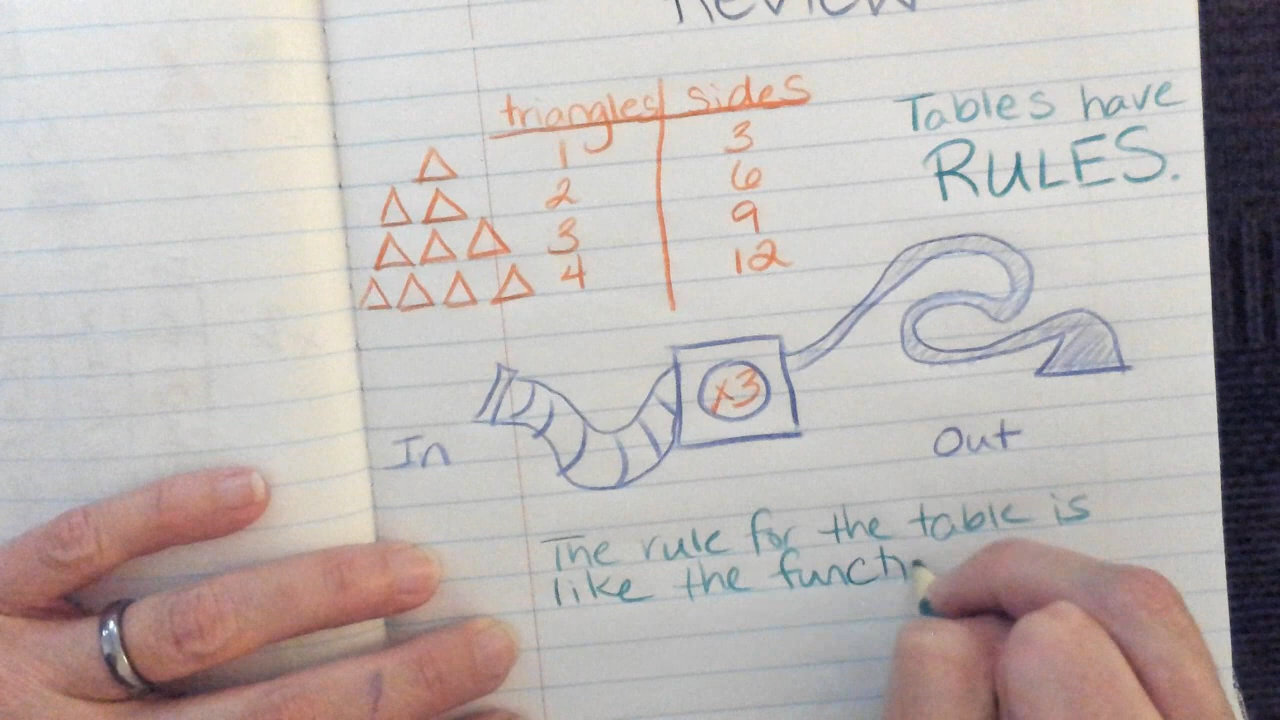 Review
triangles sides
1 3
2 6
3 9
4 12
Tables have
RULES.
x3
In
Out
The rule for the table is
like the functi